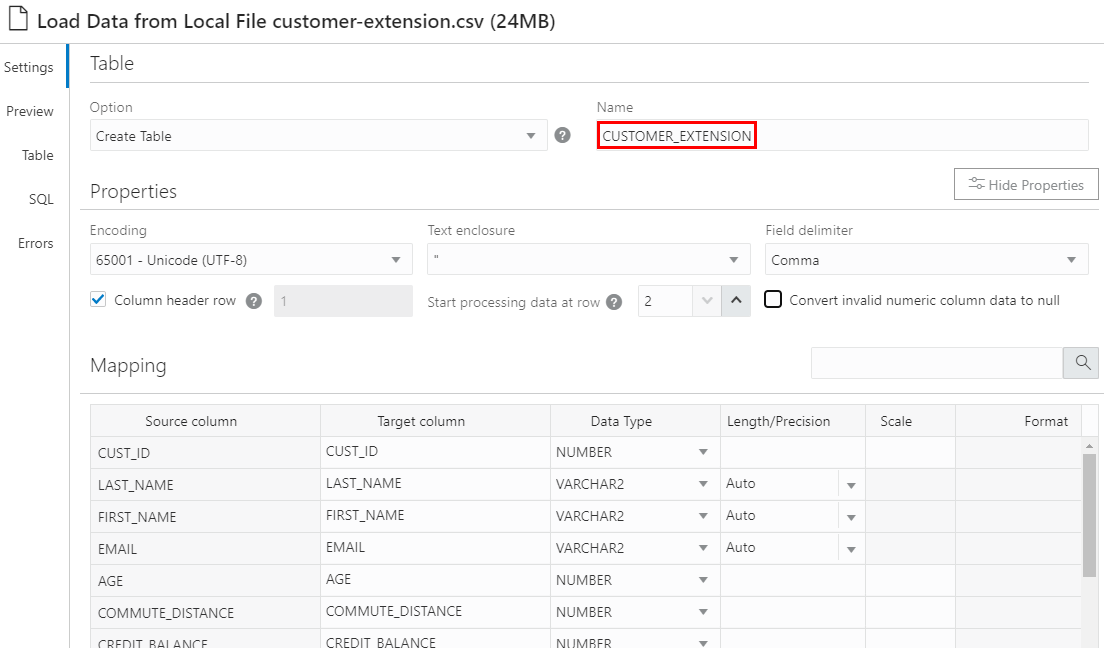 Load Data from Local File customer-extension.csv (24MB)
Settings
Preview
Table
SQL
Errors
Table
Option
Name
Create Table
?
CUSTOMER_EXTENSION
Properties
Hide Properties
Encoding
Text enclosure
Field delimiter
65001 - Unicode (UTF-8)
"
Comma
Column header row ? 1
Start processing data at row ? 2
Convert invalid numeric column data to null
Mapping
Source column Target column Data Type Length/Precision Scale Format
CUST_ID CUST_ID NUMBER
LAST_NAME LAST_NAME VARCHAR2 Auto
FIRST_NAME FIRST_NAME VARCHAR2 Auto
EMAIL EMAIL VARCHAR2 Auto
AGE AGE NUMBER
COMMUTE_DISTANCE COMMUTE_DISTANCE NUMBER
CREDIT_BALANCE CREDIT_BALANCE NUMBER